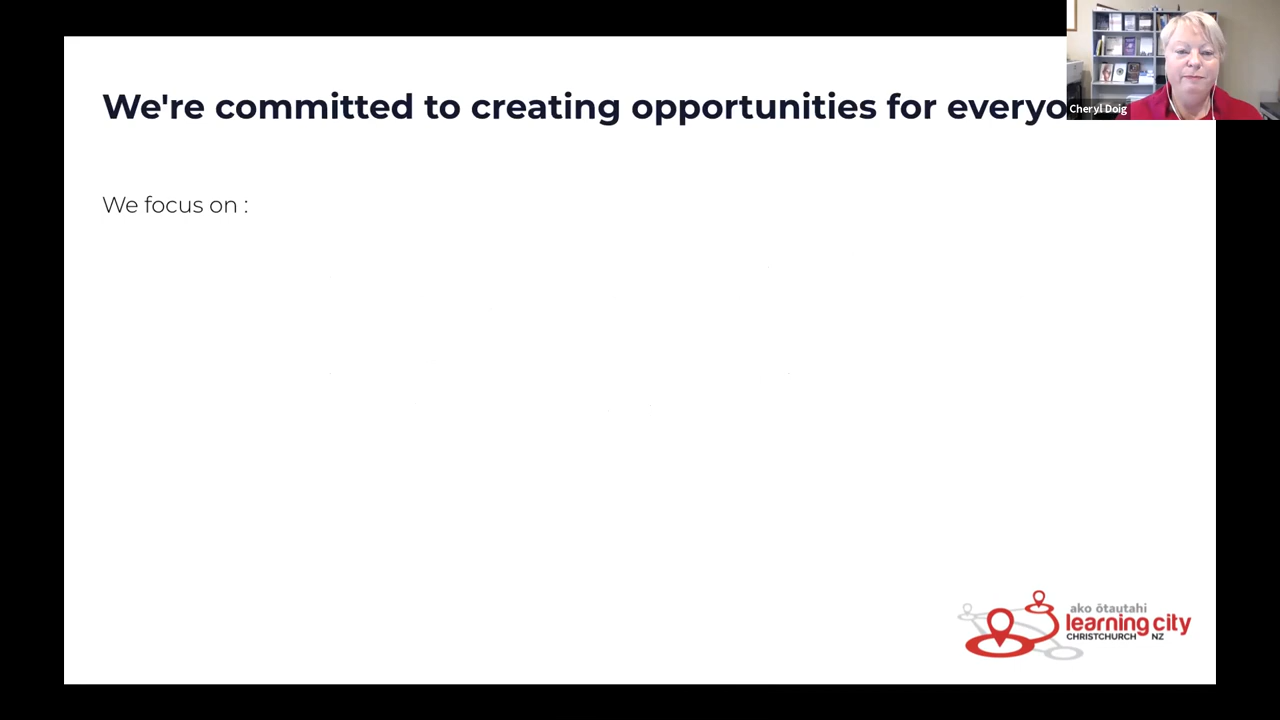 We're committed to creating opportunities for everyo
Cheryl Doig
We focus on :
ako ōtautahi
learning city
CHRISTCHURCH NZ